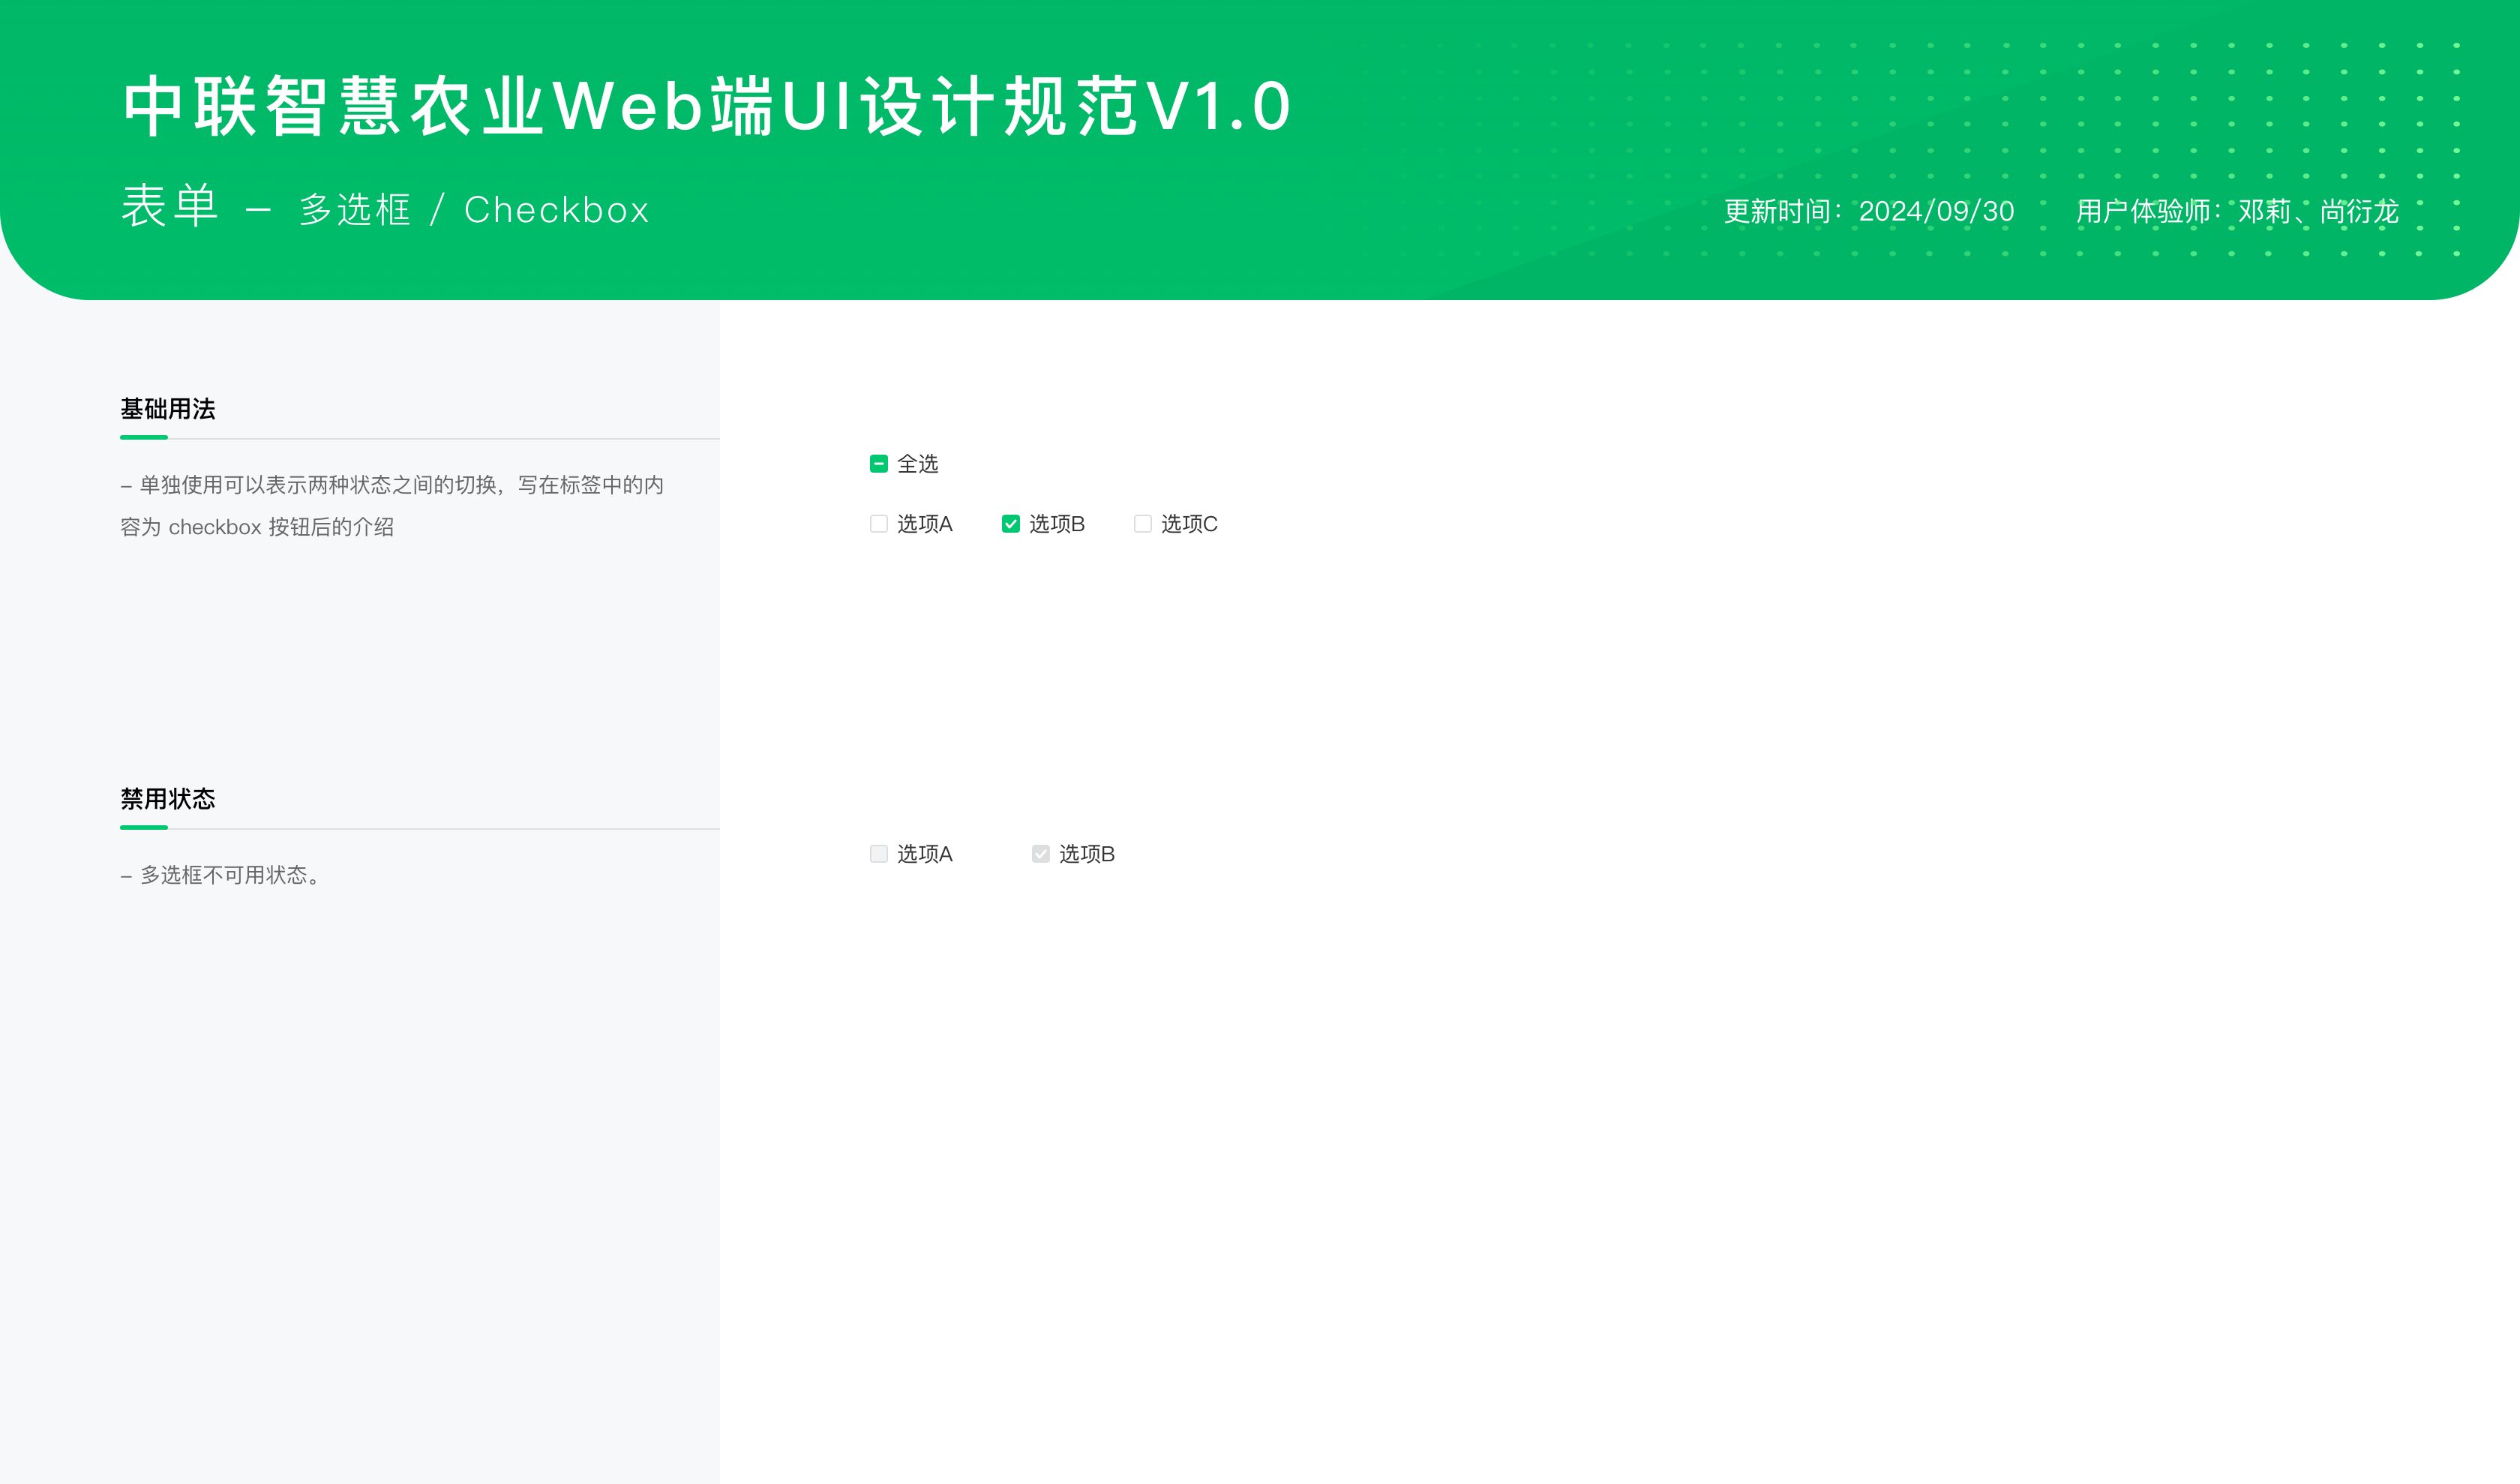 中联智慧农业Web端UI设计规范V1.0
表单 – 多选框 / Checkbox
更新时间：2024/09/30 用户体验师：邓莉、尚衍龙
基础用法
– 单独使用可以表示两种状态之间的切换，写在标签中的内
容为 checkbox 按钮后的介绍
全选
选项A 选项B 选项C
禁用状态
– 多选框不可用状态。
选项A 选项B